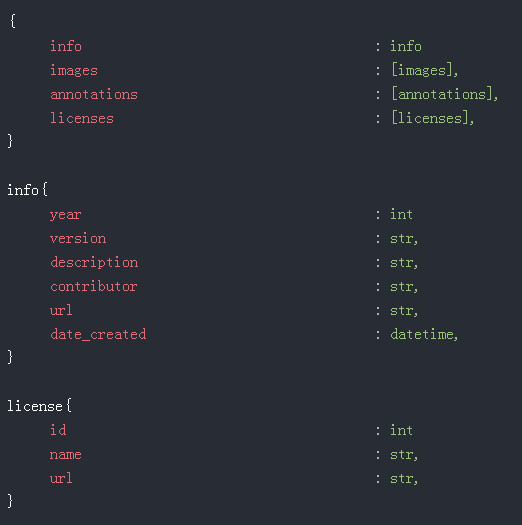 {
info : info
images : [images],
annotations : [annotations],
licenses : [licenses],
}
info{
year : int
version : str,
description : str,
contributor : str,
url : str,
date_created : datetime,
}
license{
id : int
name : str,
url : str,
}